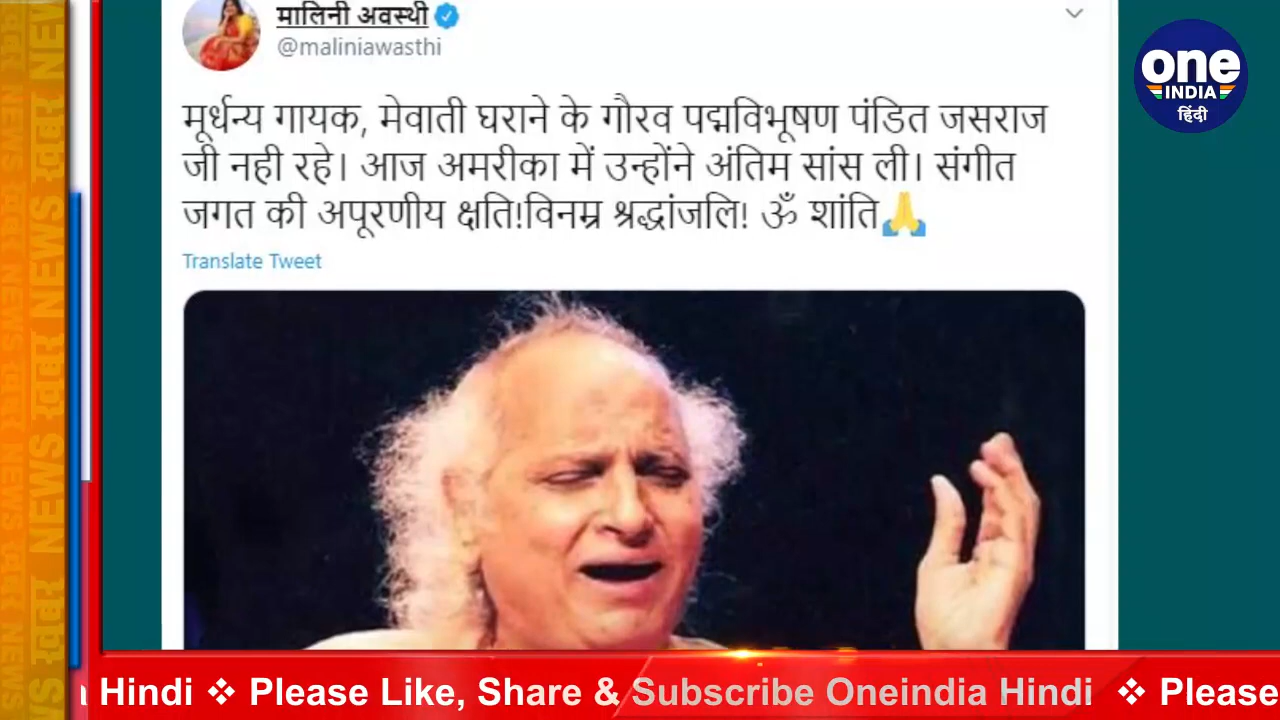 मालिनी अवस्थी
@maliniawasthi
one
INDIA
हिंदी
मूर्धन्य गायक, मेवाती घराने के गौरव पद्मविभूषण पंडित जसराज
जी नही रहे। आज अमरीका में उन्होंने अंतिम सांस ली। संगीत
जगत की अपूरणीय क्षति!विनम्र श्रद्धांजलि! ॐ शांति🙏
Translate Tweet
Hindi ❖ Please Like, Share & Subscribe Oneindia Hindi ❖ Please